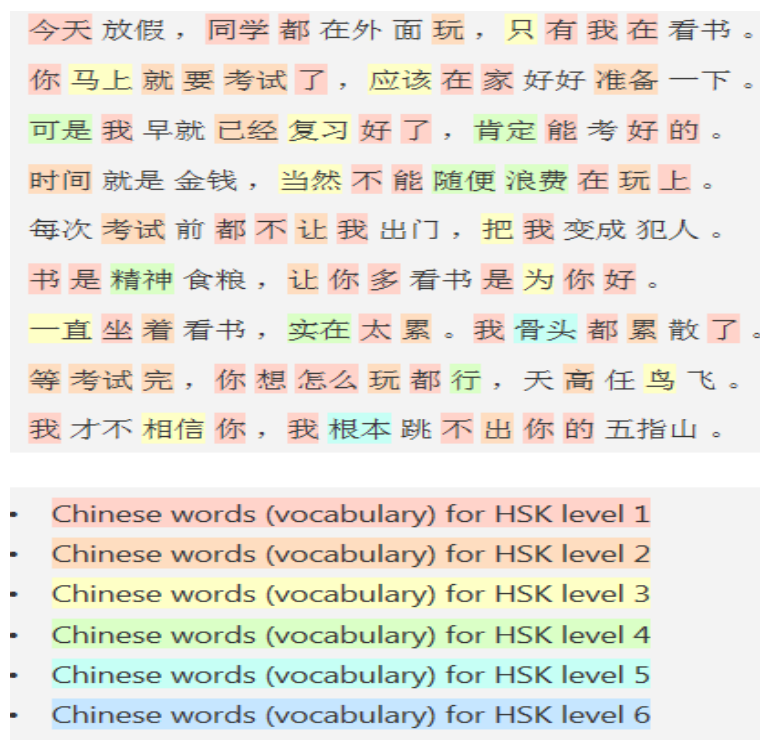 今天 放假 ， 同学 都 在外 面 玩 ， 只 有 我 在 看书 。
你 马上 就 要 考试 了 ， 应该 在 家 好好 准备 一下 。
可是 我 早就 已经 复习 好 了 ， 肯定 能 考 好 的 。
时间 就是 金钱 ， 当然 不 能 随便 浪费 在 玩 上 。
每次 考试 前 都 不 让 我 出门 ， 把 我 变成 犯人 。
书 是 精神 食粮 ， 让 你 多 看书 是 为 你 好 。
一直 坐 着 看书 ， 实在 太 累 。 我 骨头 都 累 散 了 。
等 考试 完 ， 你 想 怎么 玩 都 行 ， 天 高 任 鸟 飞 。
我 才不 相信 你 ， 我 根本 跳 不 出 你 的 五指山 。
• Chinese words (vocabulary) for HSK level 1
• Chinese words (vocabulary) for HSK level 2
• Chinese words (vocabulary) for HSK level 3
• Chinese words (vocabulary) for HSK level 4
• Chinese words (vocabulary) for HSK level 5
• Chinese words (vocabulary) for HSK level 6